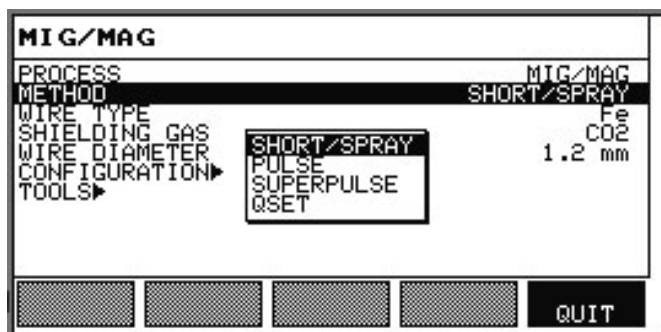 MIG/MAG
PROCESS MIG/MAG
METHOD SHORT/SPRAY
WIRE TYPE Fe
SHIELDING GAS CO2
WIRE DIAMETER 1.2 mm
CONFIGURATION▶
TOOLS▶
SHORT/SPRAY
PULSE
SUPERPULSE
QSET
QUIT